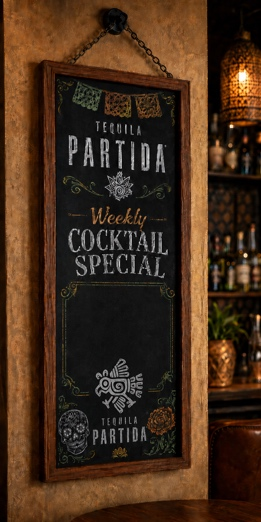 TEQUILA
PARTIDA
Weekly
COCKTAIL
SPECIAL
TEQUILA
PARTIDA